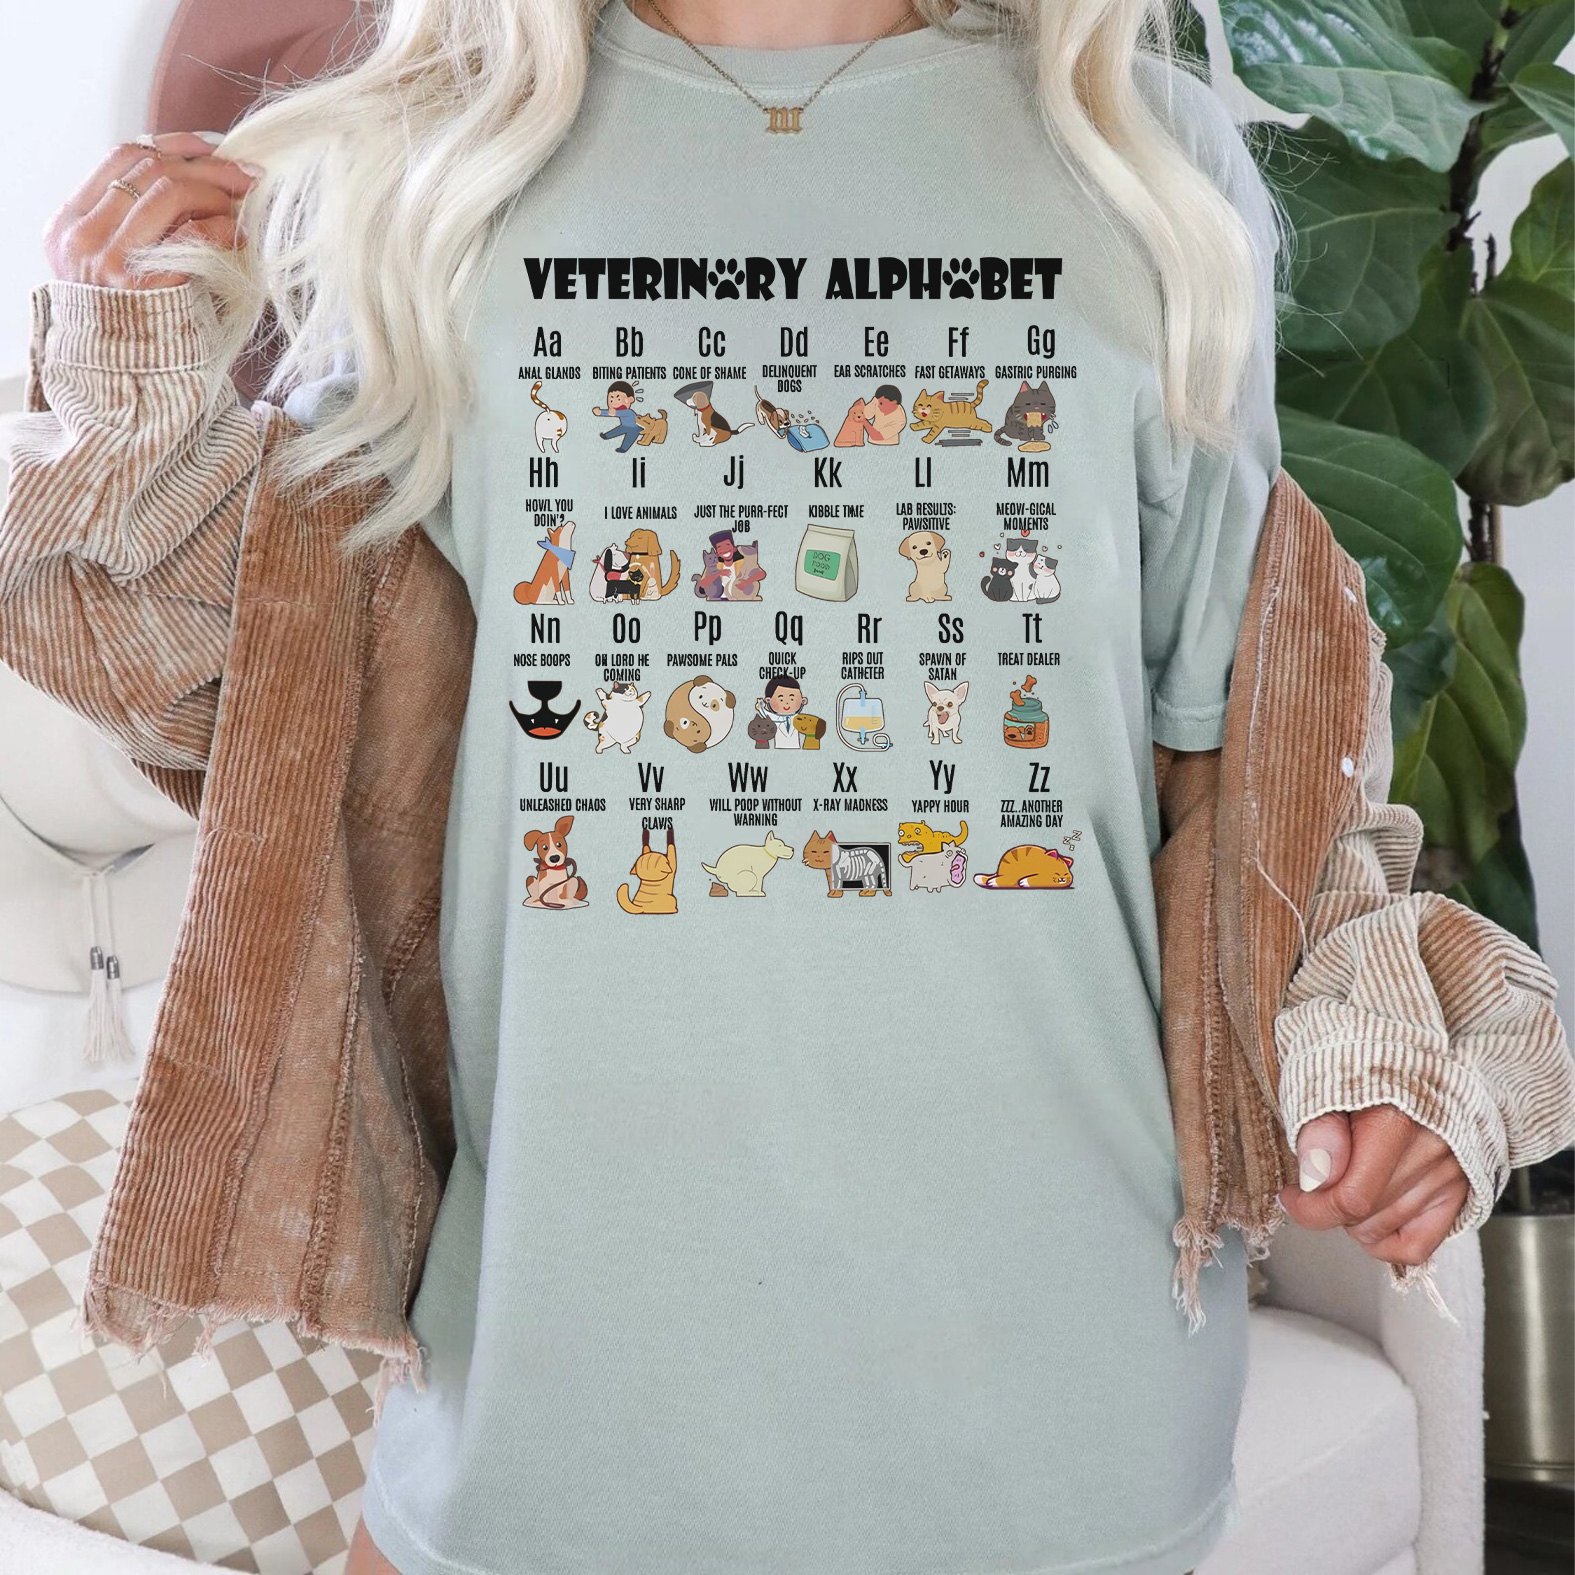 111
VETERINARY ALPHABET
Aa Bb Cc Dd Ee Ff Gg
ANAL GLANDS BITING PATIENTS CONE OF SHAME DELINQUENT EAR SCRATCHES FAST GETAWAYS GASTRIC PURGING
DOGS
Hh Ii Jj Kk Ll Mm
HOWL YOU I LOVE ANIMALS JUST THE PURR-FECT KIBBLE TIME LAB RESULTS: MEOW-GICAL
DOIN'? JOB PAWSITIVE MOMENTS
DOG
FOOD
Nn Oo Pp Qq Rr Ss Tt
NOSE BOOPS OH LORD HE PAWSOME PALS QUICK RIPS OUT SPAWN OF TREAT DEALER
COMING CHECK-UP CATHETER SATAN
Uu Vv Ww Xx Yy Zz
UNLEASHED CHAOS VERY SHARP WILL POOP WITHOUT X-RAY MADNESS YAPPY HOUR ZZZ...ANOTHER
CLAWS WARNING AMAZING DAY
z z z